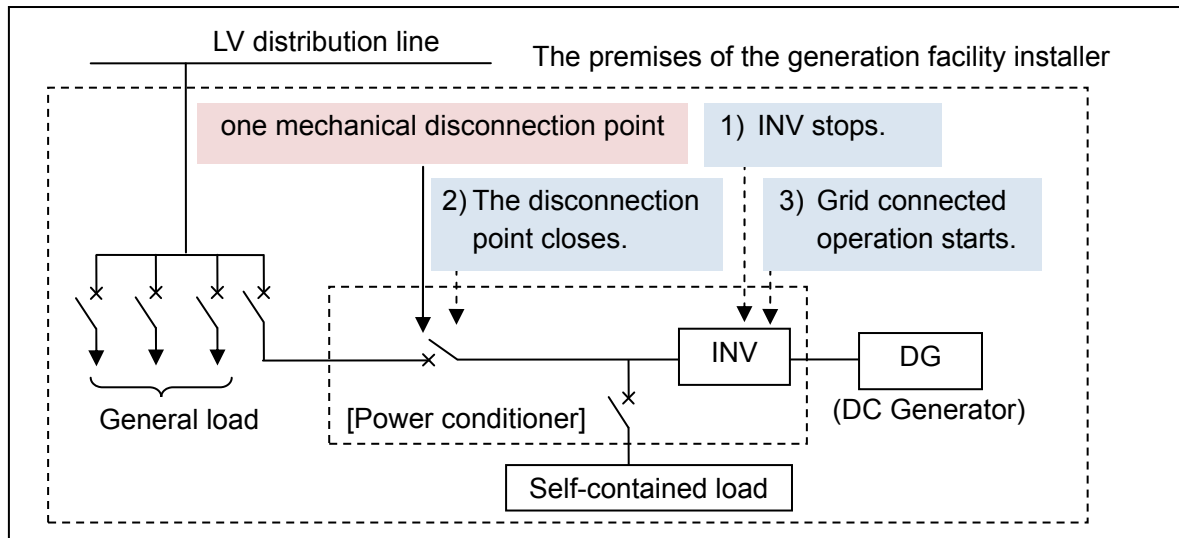 LV distribution line
The premises of the generation facility installer
one mechanical disconnection point
1) INV stops.
2) The disconnection
point closes.
3) Grid connected
operation starts.
INV
DG
(DC Generator)
General load
[Power conditioner]
Self-contained load